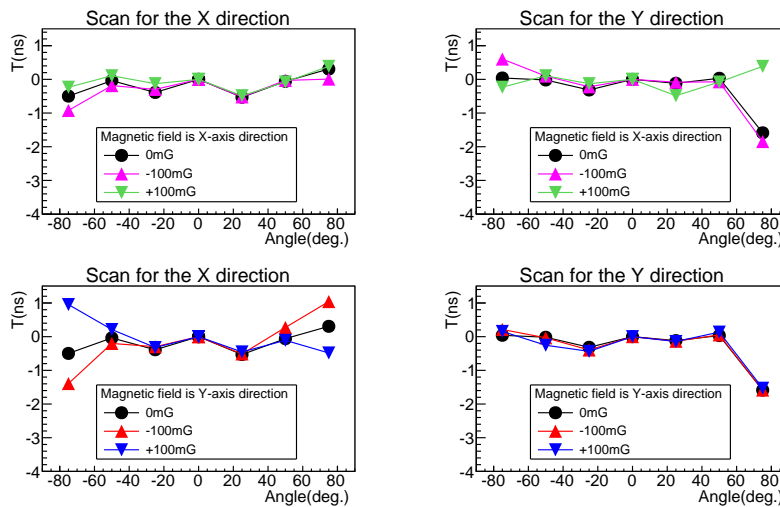 Scan for the X direction
T(ns)
1
0
-1
-2
-3
-4
Magnetic field is X-axis direction
0mG
-100mG
+100mG
-80 -60 -40 -20 0 20 40 60 80
Angle(deg.)
Scan for the Y direction
T(ns)
1
0
-1
-2
-3
-4
Magnetic field is X-axis direction
0mG
-100mG
+100mG
-80 -60 -40 -20 0 20 40 60 80
Angle(deg.)
Scan for the X direction
T(ns)
1
0
-1
-2
-3
-4
Magnetic field is Y-axis direction
0mG
-100mG
+100mG
-80 -60 -40 -20 0 20 40 60 80
Angle(deg.)
Scan for the Y direction
T(ns)
1
0
-1
-2
-3
-4
Magnetic field is Y-axis direction
0mG
-100mG
+100mG
-80 -60 -40 -20 0 20 40 60 80
Angle(deg.)